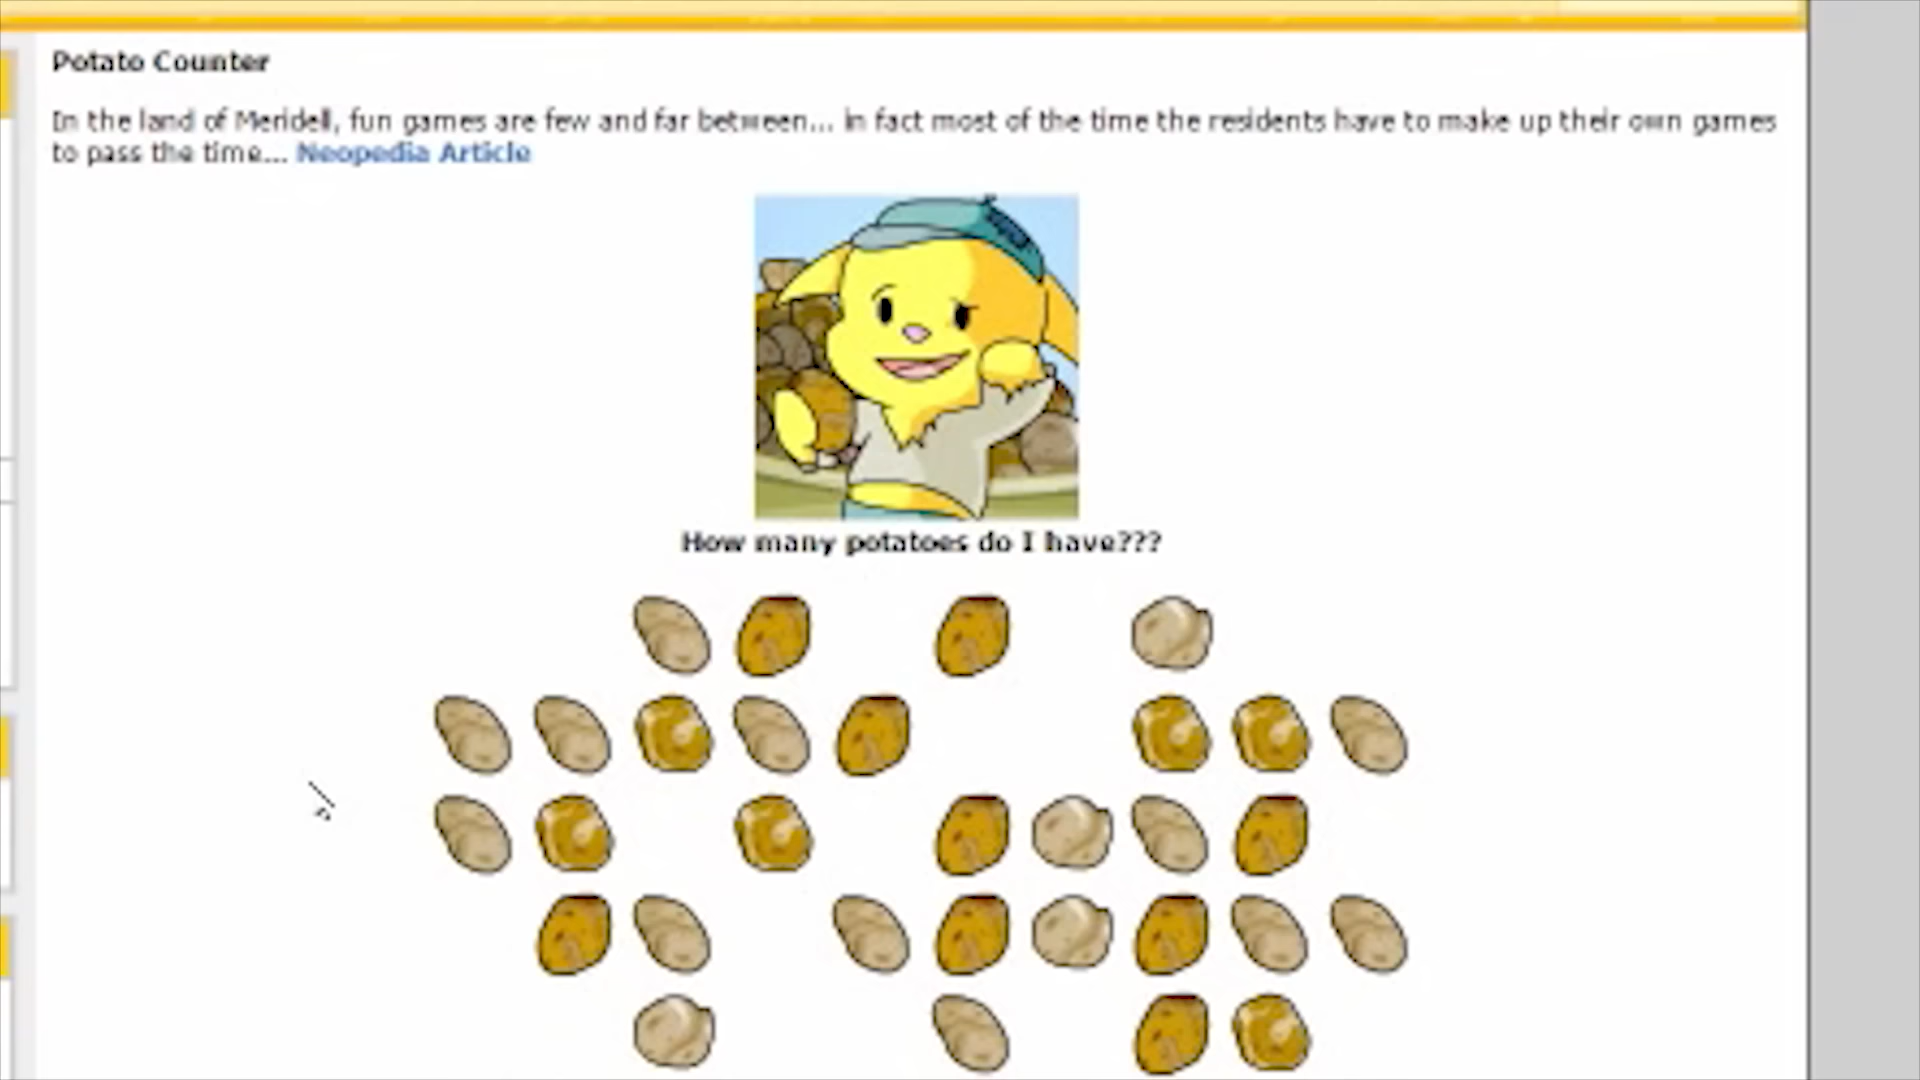 Potato Counter
In the land of Meridell, fun games are few and far between... in fact most of the time the residents have to make up their own games
to pass the time... Neopedia Article
How many potatoes do I have???